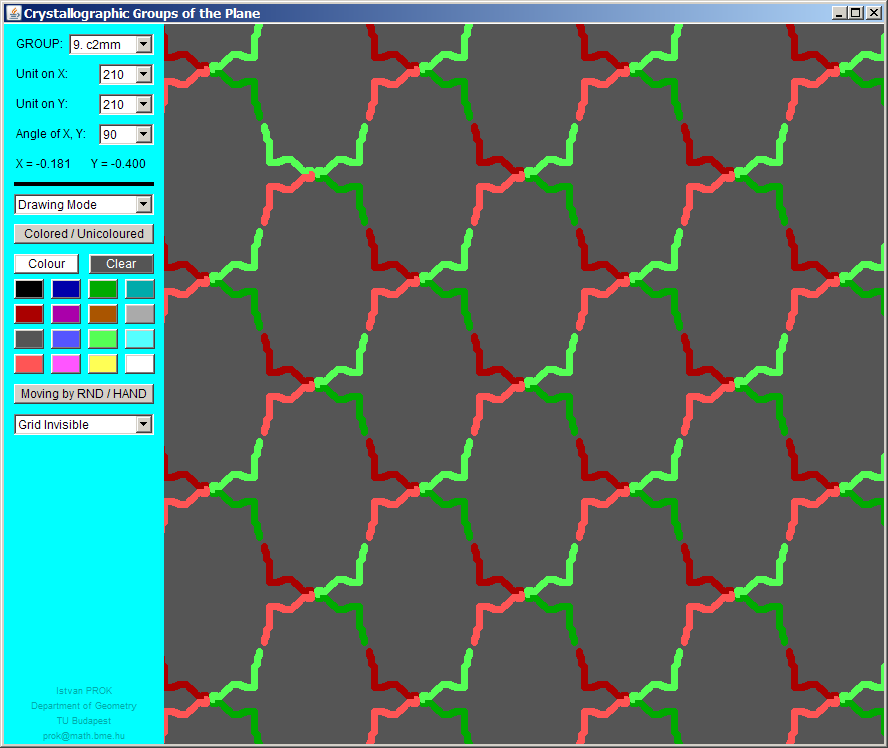 Crystallographic Groups of the Plane
GROUP: 9. c2mm
Unit on X: 210
Unit on Y: 210
Angle of X, Y: 90
X = -0.181 Y = -0.400
Drawing Mode
Colored / Unicoloured
Colour Clear
Moving by RND / HAND
Grid Invisible
Istvan PROK
Department of Geometry
TU Budapest
prok@math.bme.hu